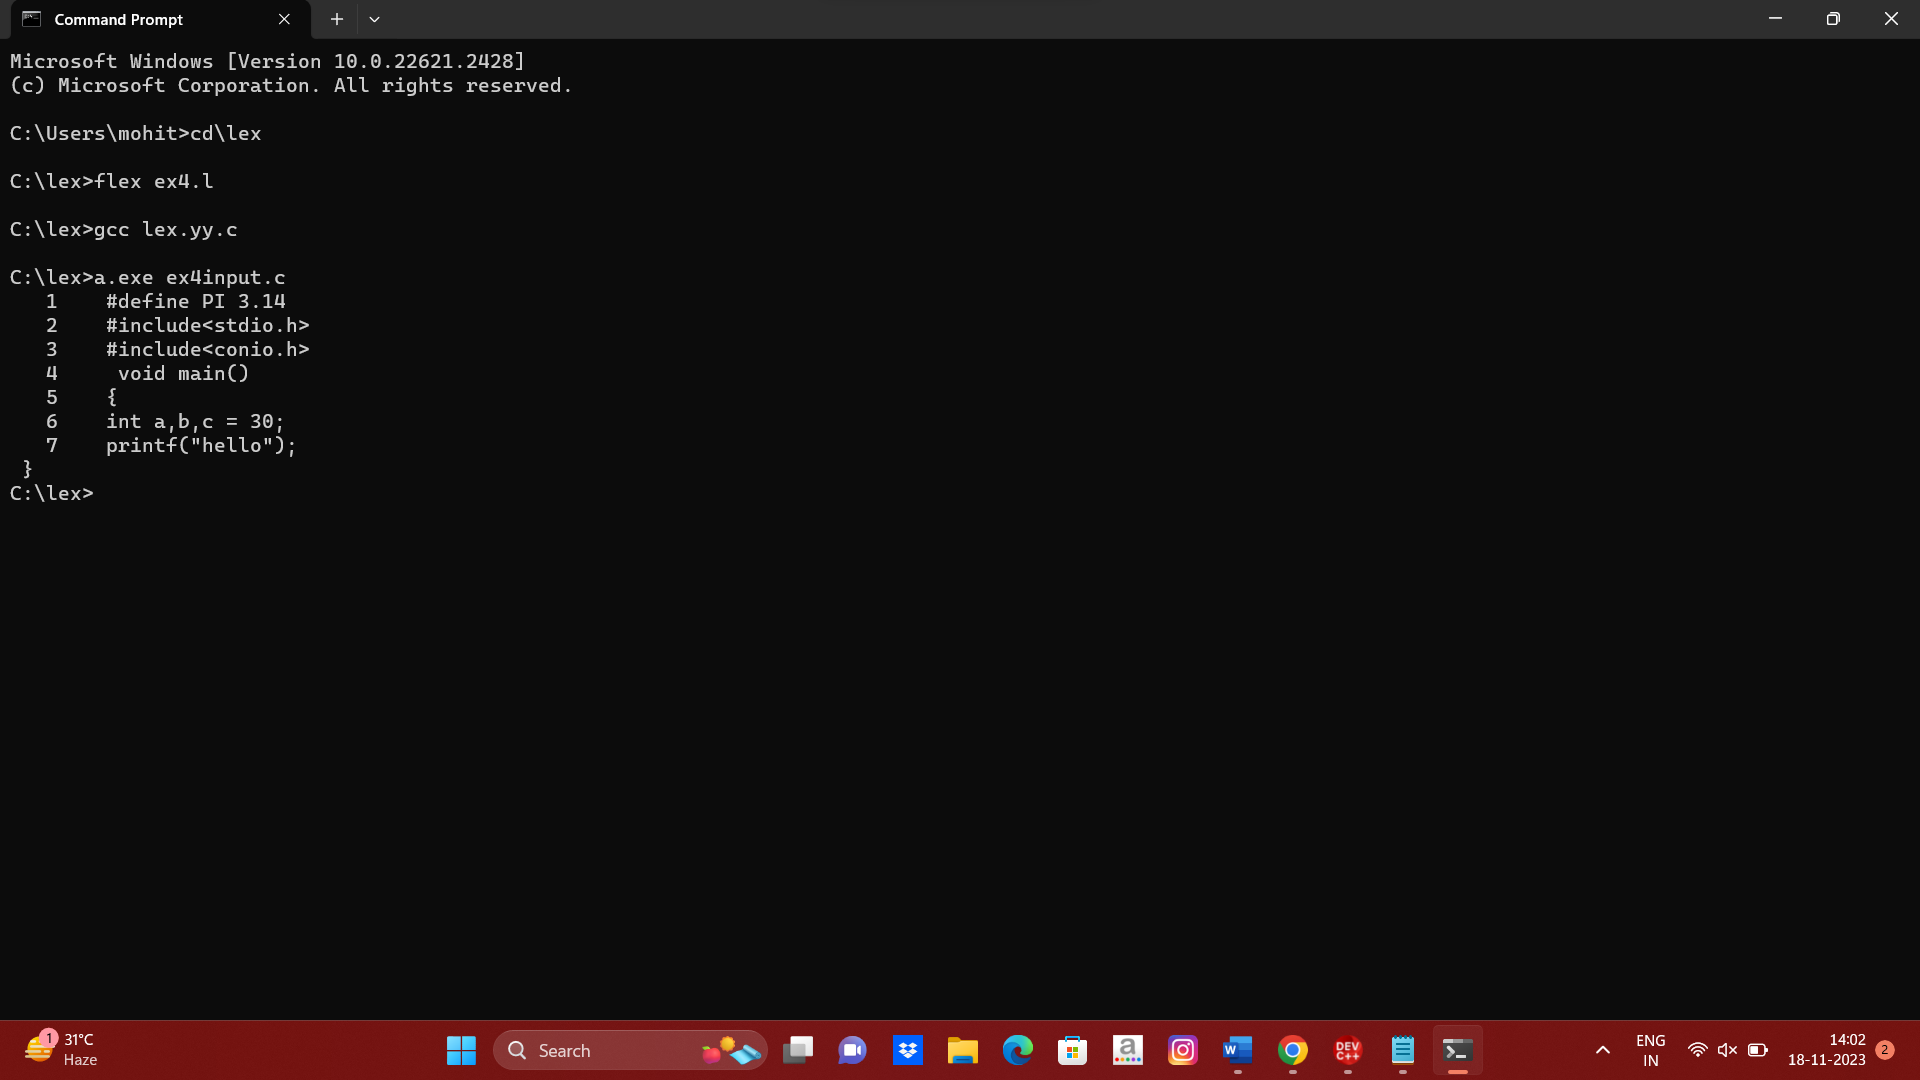 Command Prompt
Microsoft Windows [Version 10.0.22621.2428]
(c) Microsoft Corporation. All rights reserved.
C:\Users\mohit>cd\lex
C:\lex>flex ex4.l
C:\lex>gcc lex.yy.c
C:\lex>a.exe ex4input.c
   1    #define PI 3.14
   2    #include<stdio.h>
   3    #include<conio.h>
   4     void main()
   5    {
   6    int a,b,c = 30;
   7    printf("hello");
 }
C:\lex>
1
31°C
Haze
Search
a
W
DEV
C++
ENG
IN
14:02
18-11-2023
2